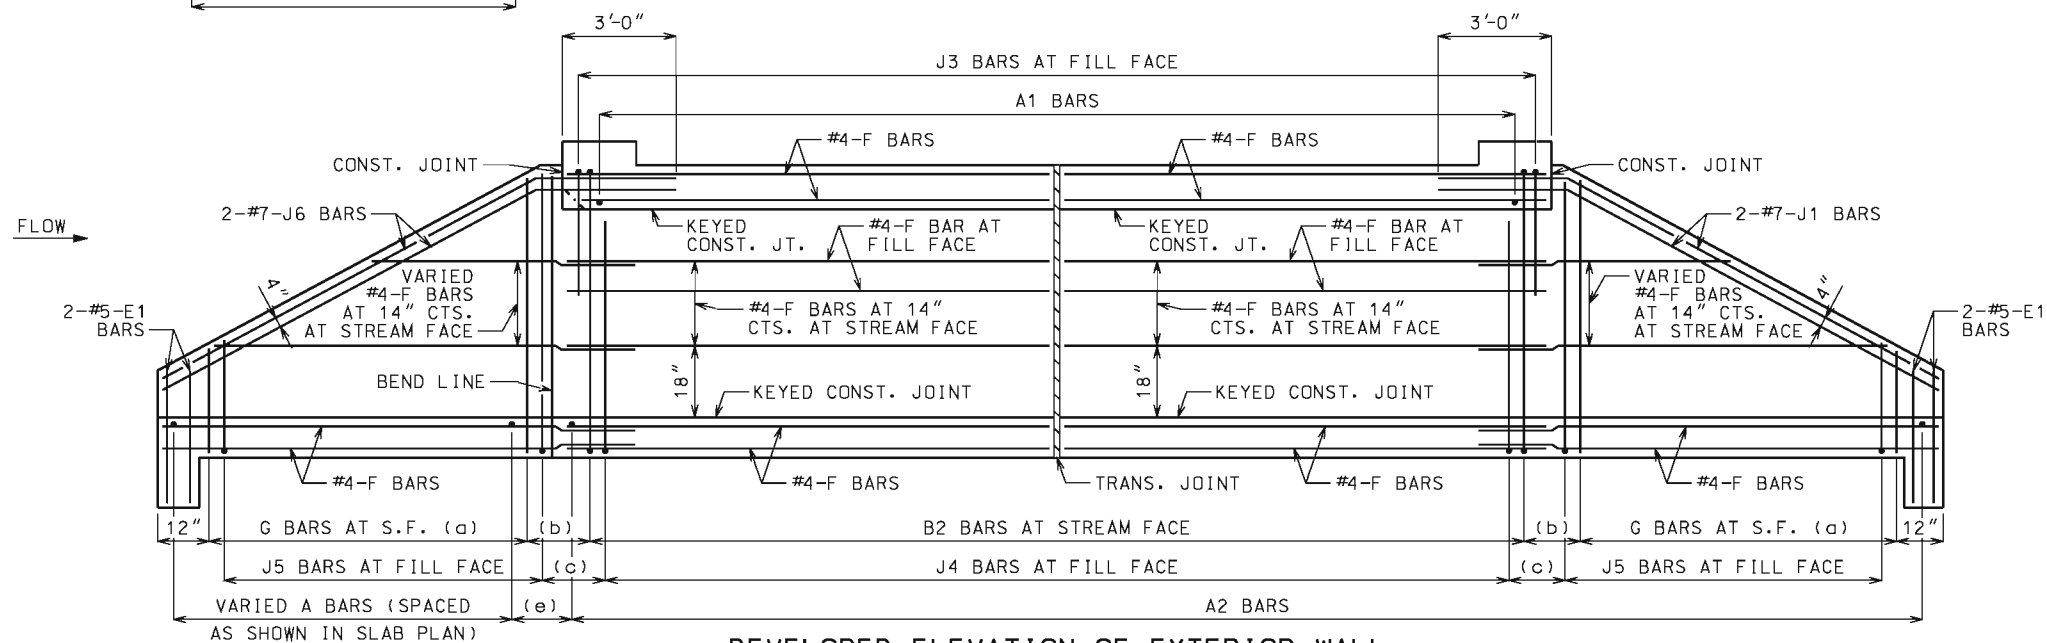 3'-0" 3'-0"
J3 BARS AT FILL FACE
A1 BARS
#4-F BARS #4-F BARS
CONST. JOINT CONST. JOINT
2-#7-J6 BARS 2-#7-J1 BARS
FLOW
KEYED
CONST. JT.
#4-F BAR AT
FILL FACE
KEYED
CONST. JT.
#4-F BAR AT
FILL FACE
VARIED
#4-F BARS
AT 14" CTS.
AT STREAM FACE
4"
2-#5-E1
BARS
#4-F BARS AT 14"
CTS. AT STREAM FACE
#4-F BARS AT 14"
CTS. AT STREAM FACE
VARIED
#4-F BARS
AT 14" CTS.
AT STREAM FACE
4"
2-#5-E1
BARS
BEND LINE
18"
KEYED CONST. JOINT
18"
KEYED CONST. JOINT
#4-F BARS #4-F BARS TRANS. JOINT #4-F BARS #4-F BARS
12" G BARS AT S.F. (a) (b) B2 BARS AT STREAM FACE (b) G BARS AT S.F. (a) 12"
J5 BARS AT FILL FACE (c) J4 BARS AT FILL FACE (c) J5 BARS AT FILL FACE
VARIED A BARS (SPACED
AS SHOWN IN SLAB PLAN)
(e) A2 BARS
DEVELOPED ELEVATION OF EXTERIOR WALL